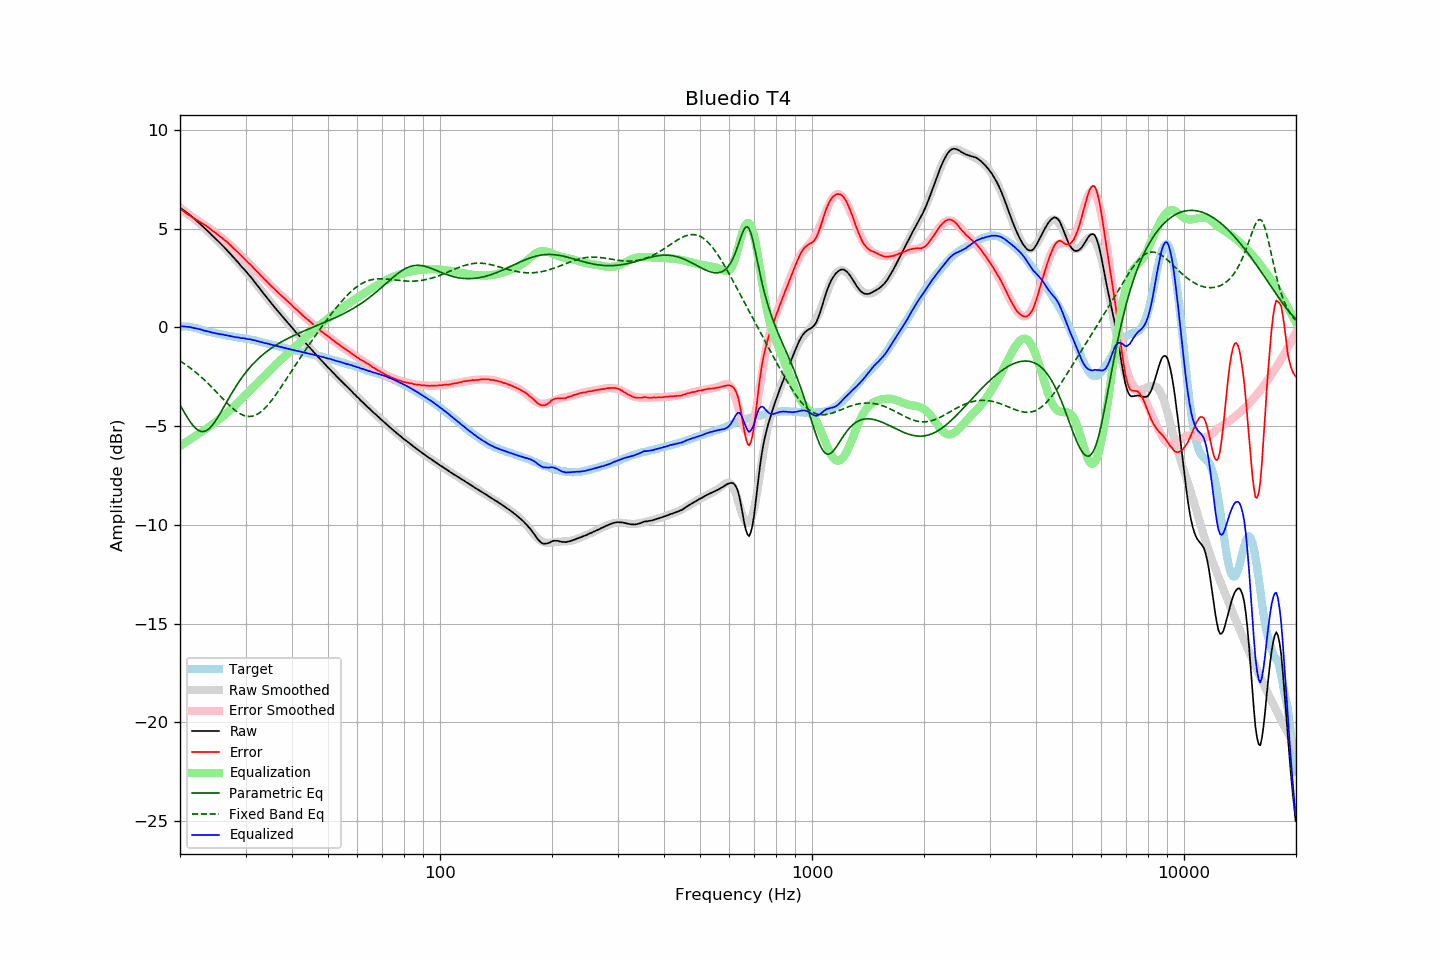 Bluedio T4
10
5
0
−5
−10
−15
−20
−25
Amplitude (dBr)
Target
Raw Smoothed
Error Smoothed
Raw
Error
Equalization
Parametric Eq
Fixed Band Eq
Equalized
100 1000 10000
Frequency (Hz)